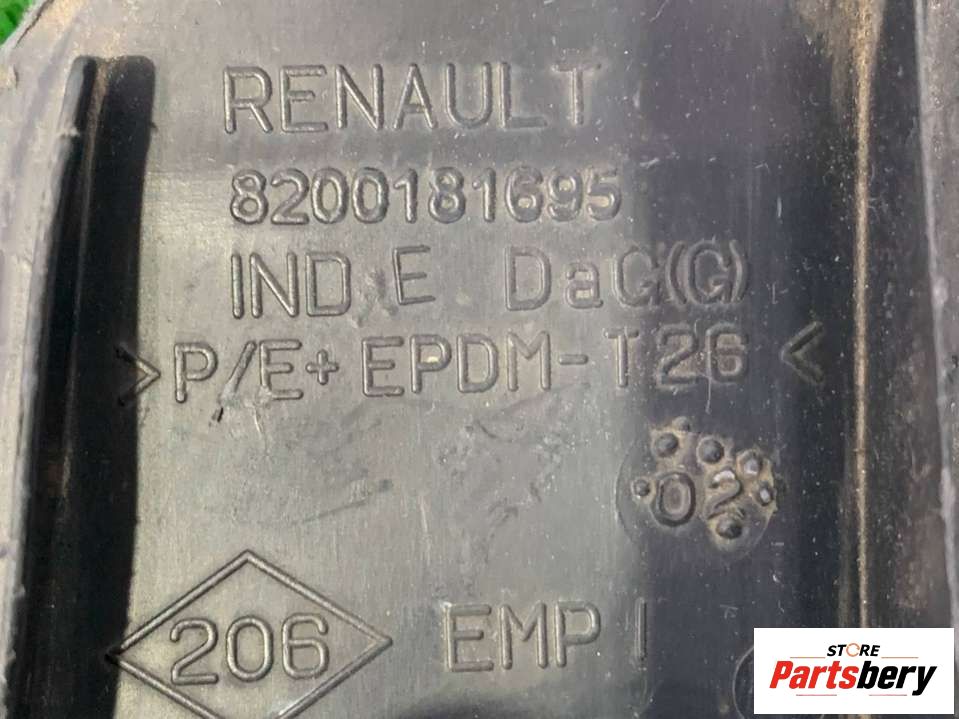 RENAULT
8200181695
IND E DaG(G)
>P/E+EPDM-T26<
02
206
EMP I
STORE
Partsbery